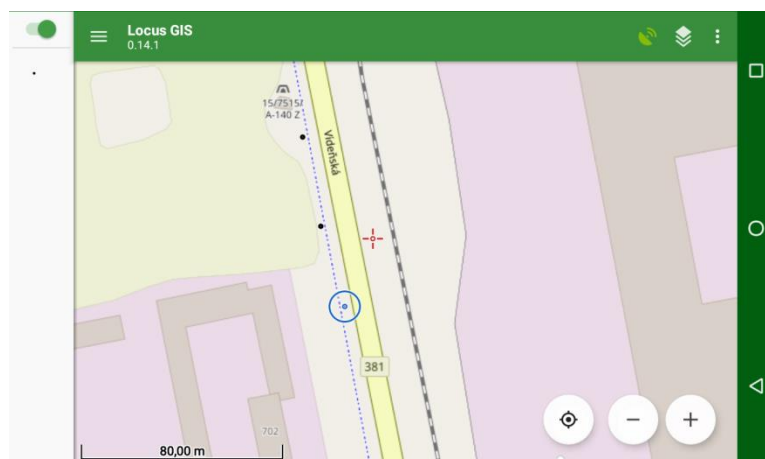 Locus GIS
0.14.1
15/7515/
A-140 Z
Vídeňská
381
702
80,00 m